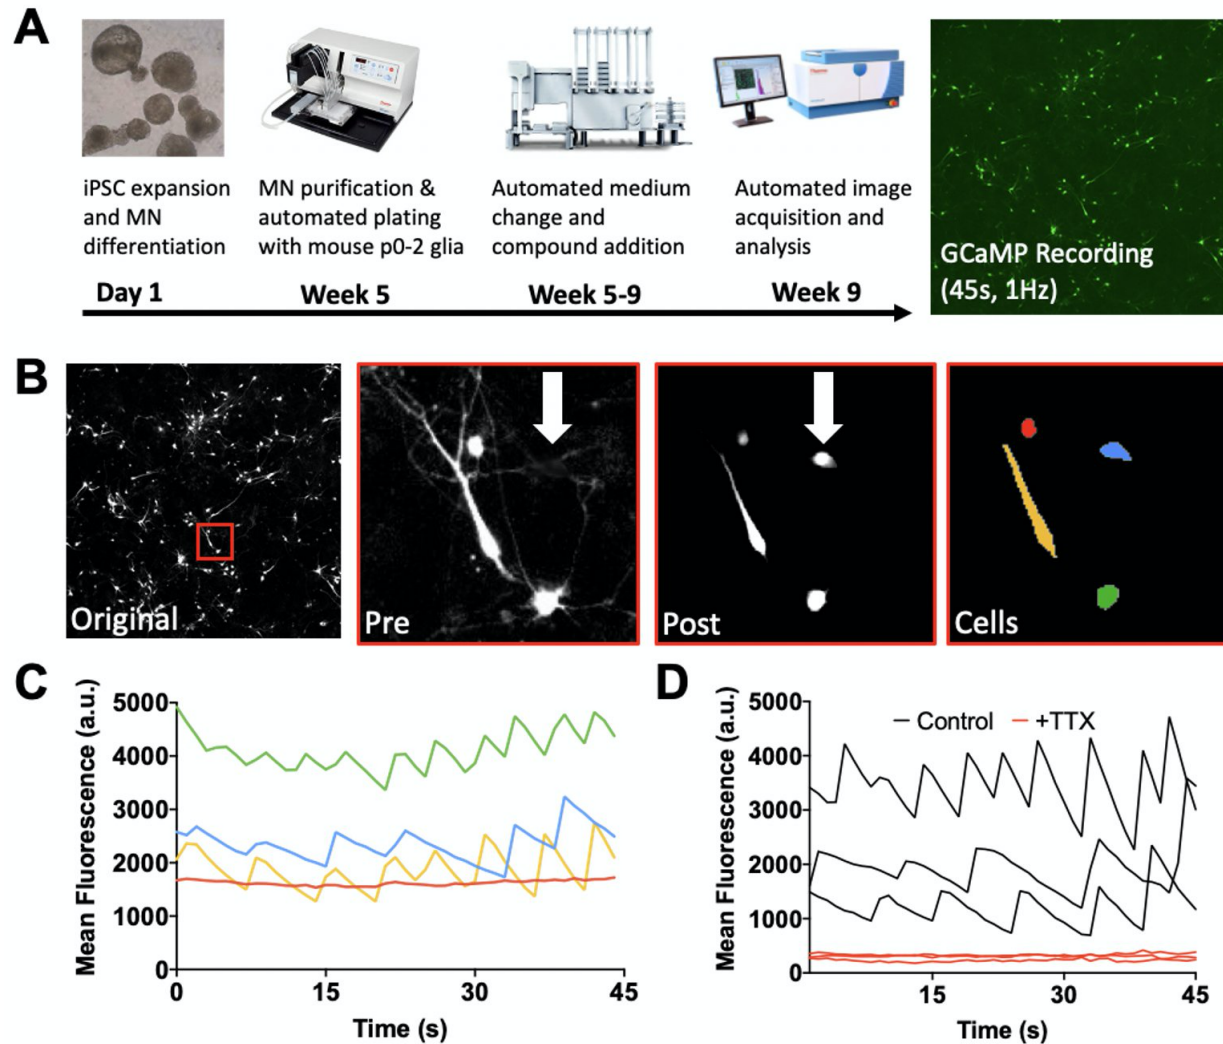 A
iPSC expansion
and MN
differentiation
MN purification &
automated plating
with mouse p0-2 glia
Automated medium
change and
compound addition
Automated image
acquisition and
analysis
Day 1
Week 5
Week 5-9
Week 9
GCaMP Recording
(45s, 1Hz)
B
Original
Pre
Post
Cells
C
Mean Fluorescence (a.u.)
5000
4000
3000
2000
1000
0
0
15
30
45
Time (s)
D
Mean Fluorescence (a.u.)
5000
4000
3000
2000
1000
0
Control
+TTX
15
30
45
Time (s)